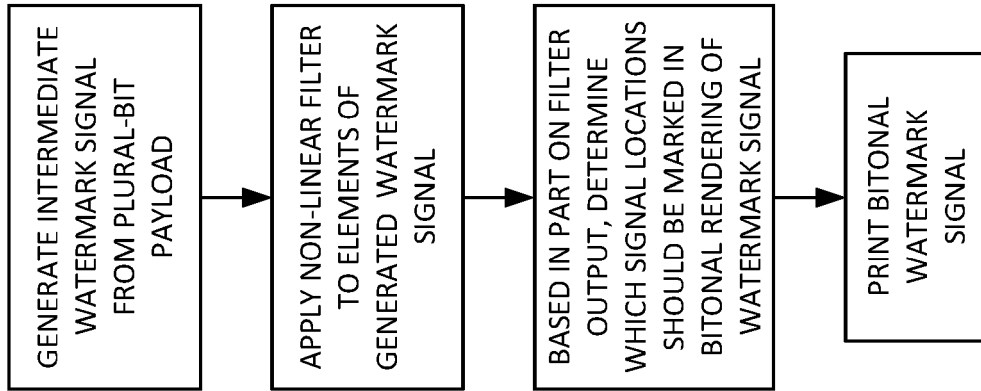 GENERATE INTERMEDIATE
WATERMARK SIGNAL
FROM PLURAL-BIT
PAYLOAD
APPLY NON-LINEAR FILTER
TO ELEMENTS OF
GENERATED WATERMARK
SIGNAL
BASED IN PART ON FILTER
OUTPUT, DETERMINE
WHICH SIGNAL LOCATIONS
SHOULD BE MARKED IN
BITONAL RENDERING OF
WATERMARK SIGNAL
PRINT BITONAL
WATERMARK
SIGNAL